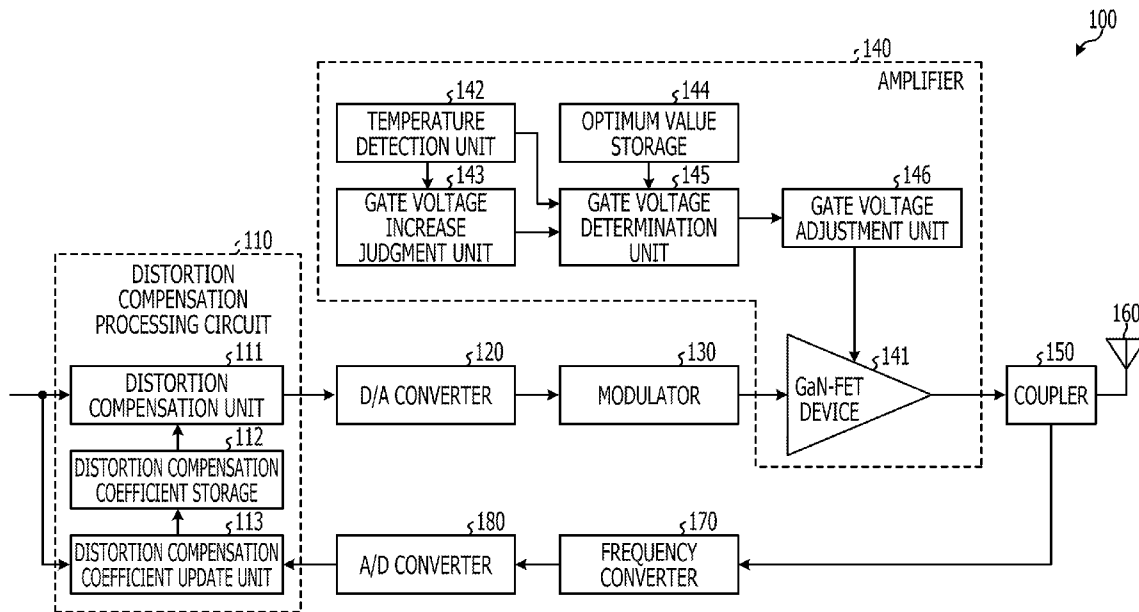 100
140
AMPLIFIER
142
TEMPERATURE
DETECTION UNIT
144
OPTIMUM VALUE
STORAGE
143
GATE VOLTAGE
INCREASE
JUDGMENT UNIT
145
GATE VOLTAGE
DETERMINATION
UNIT
146
GATE VOLTAGE
ADJUSTMENT UNIT
110
DISTORTION
COMPENSATION
PROCESSING CIRCUIT
111
DISTORTION
COMPENSATION UNIT
120
D/A CONVERTER
130
MODULATOR
141
GaN-FET
DEVICE
150
COUPLER
160
112
DISTORTION COMPENSATION
COEFFICIENT STORAGE
113
DISTORTION COMPENSATION
COEFFICIENT UPDATE UNIT
180
A/D CONVERTER
170
FREQUENCY
CONVERTER